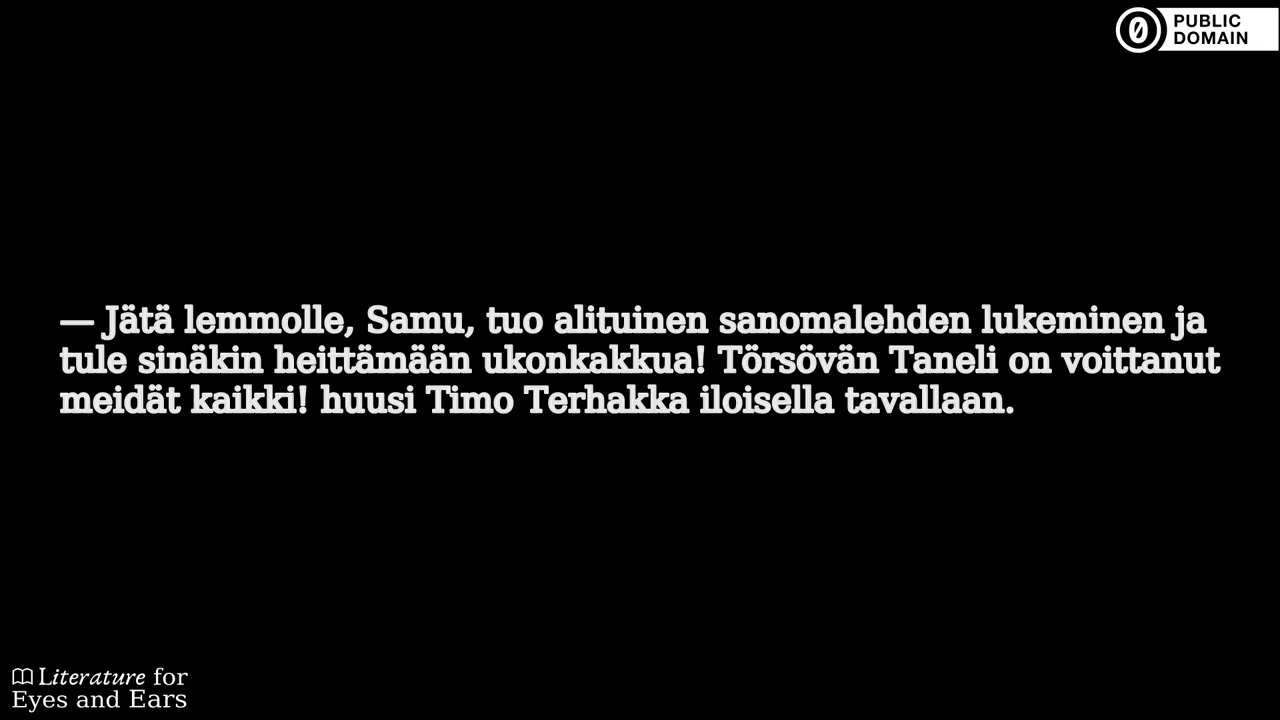 PUBLIC
DOMAIN
— Jätä lemmolle, Samu, tuo alituinen sanomalehden lukeminen ja
tule sinäkin heittämään ukonkakkua! Törsövän Taneli on voittanut
meidät kaikki! huusi Timo Terhakka iloisella tavallaan.
Literature for
Eyes and Ears